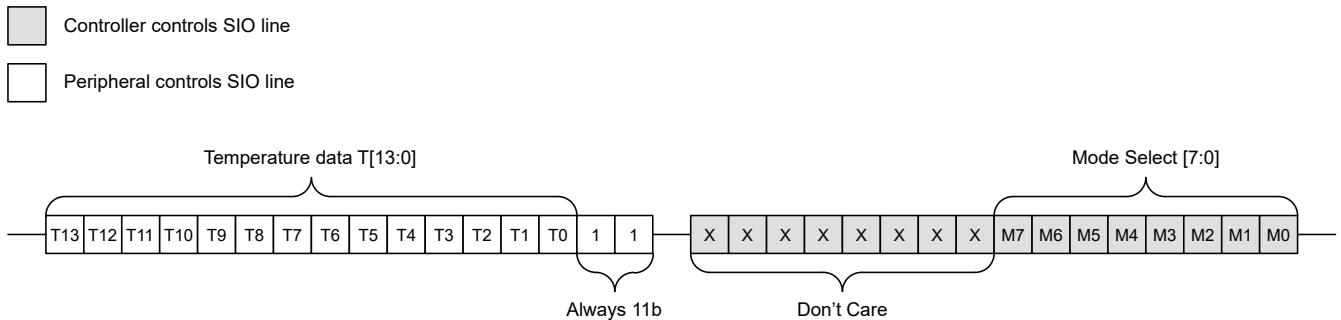 Controller controls SIO line
Peripheral controls SIO line
Temperature data T[13:0]
Mode Select [7:0]
T13 T12 T11 T10 T9 T8 T7 T6 T5 T4 T3 T2 T1 T0 1 1 X X X X X X X X M7 M6 M5 M4 M3 M2 M1 M0
Always 11b
Don't Care